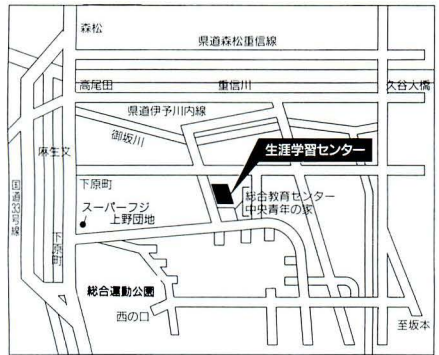 森松
県道森松重信線
高尾田
重信川
久谷大橋
県道伊予川内線
御坂川
麻生交
生涯学習センター
下原町
国道33号線
スーパーフジ
上野団地
総合教育センター
中央青年の家
下原町
総合運動公園
西の口
至坂本